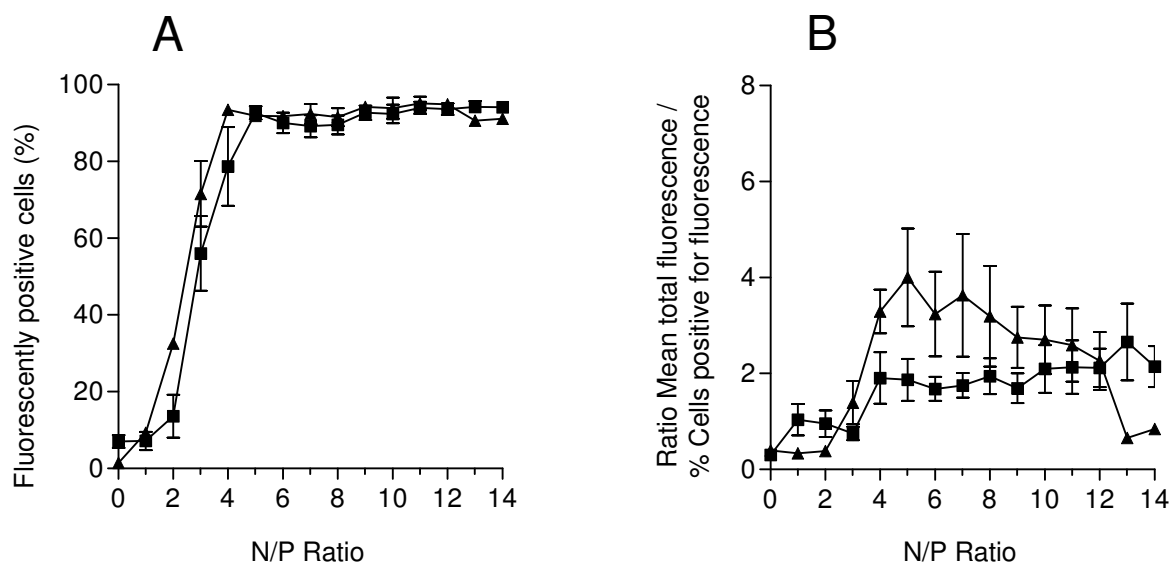 A
Fluorescently positive cells (%)
100
80
60
40
20
0
0 2 4 6 8 10 12 14
N/P Ratio
B
Ratio Mean total fluorescence /
% Cells positive for fluorescence
8
6
4
2
0
0 2 4 6 8 10 12 14
N/P Ratio